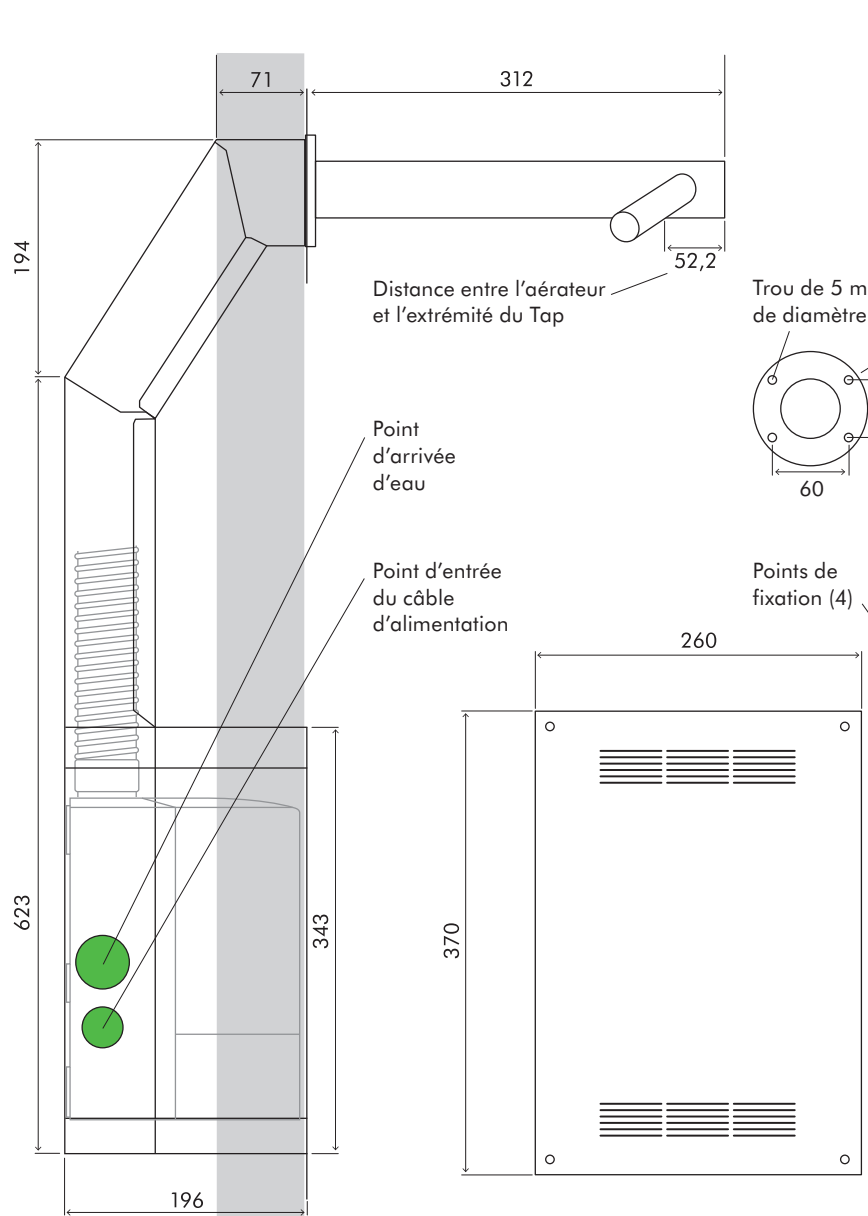 71
312
194
52,2
Distance entre l'aérateur
et l'extrémité du Tap
Trou de 5 m
de diamètre
60
Point
d'arrivée
d'eau
Point d'entrée
du câble
d'alimentation
Points de
fixation (4)
260
623
343
370
196